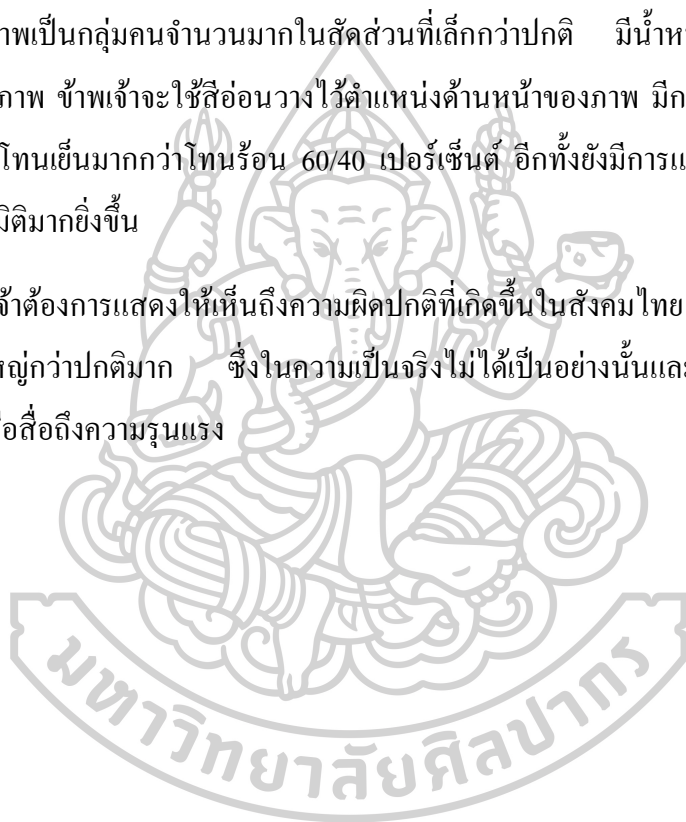 าพเป็นกลุ่มคนจำนวนมากในสัดส่วนที่เล็กกว่าปกติ มีน้ำห
ภาพ ข้าพเจ้าจะใช้สีอ่อนวางไว้ตำแหน่งด้านหน้าของภาพ มีก
โทนเย็นมากกว่าโทนร้อน 60/40 เปอร์เซ็นต์ อีกทั้งยังมีการแ
มิติมากยิ่งขึ้น
จ้าต้องการแสดงให้เห็นถึงความผิดปกติที่เกิดขึ้นในสังคมไทย
หญ่กว่าปกติมาก ซึ่งในความเป็นจริงไม่ได้เป็นอย่างนั้นและ
อสื่อถึงความรุนแรง
มหาวิทยาลัยศิลปากร